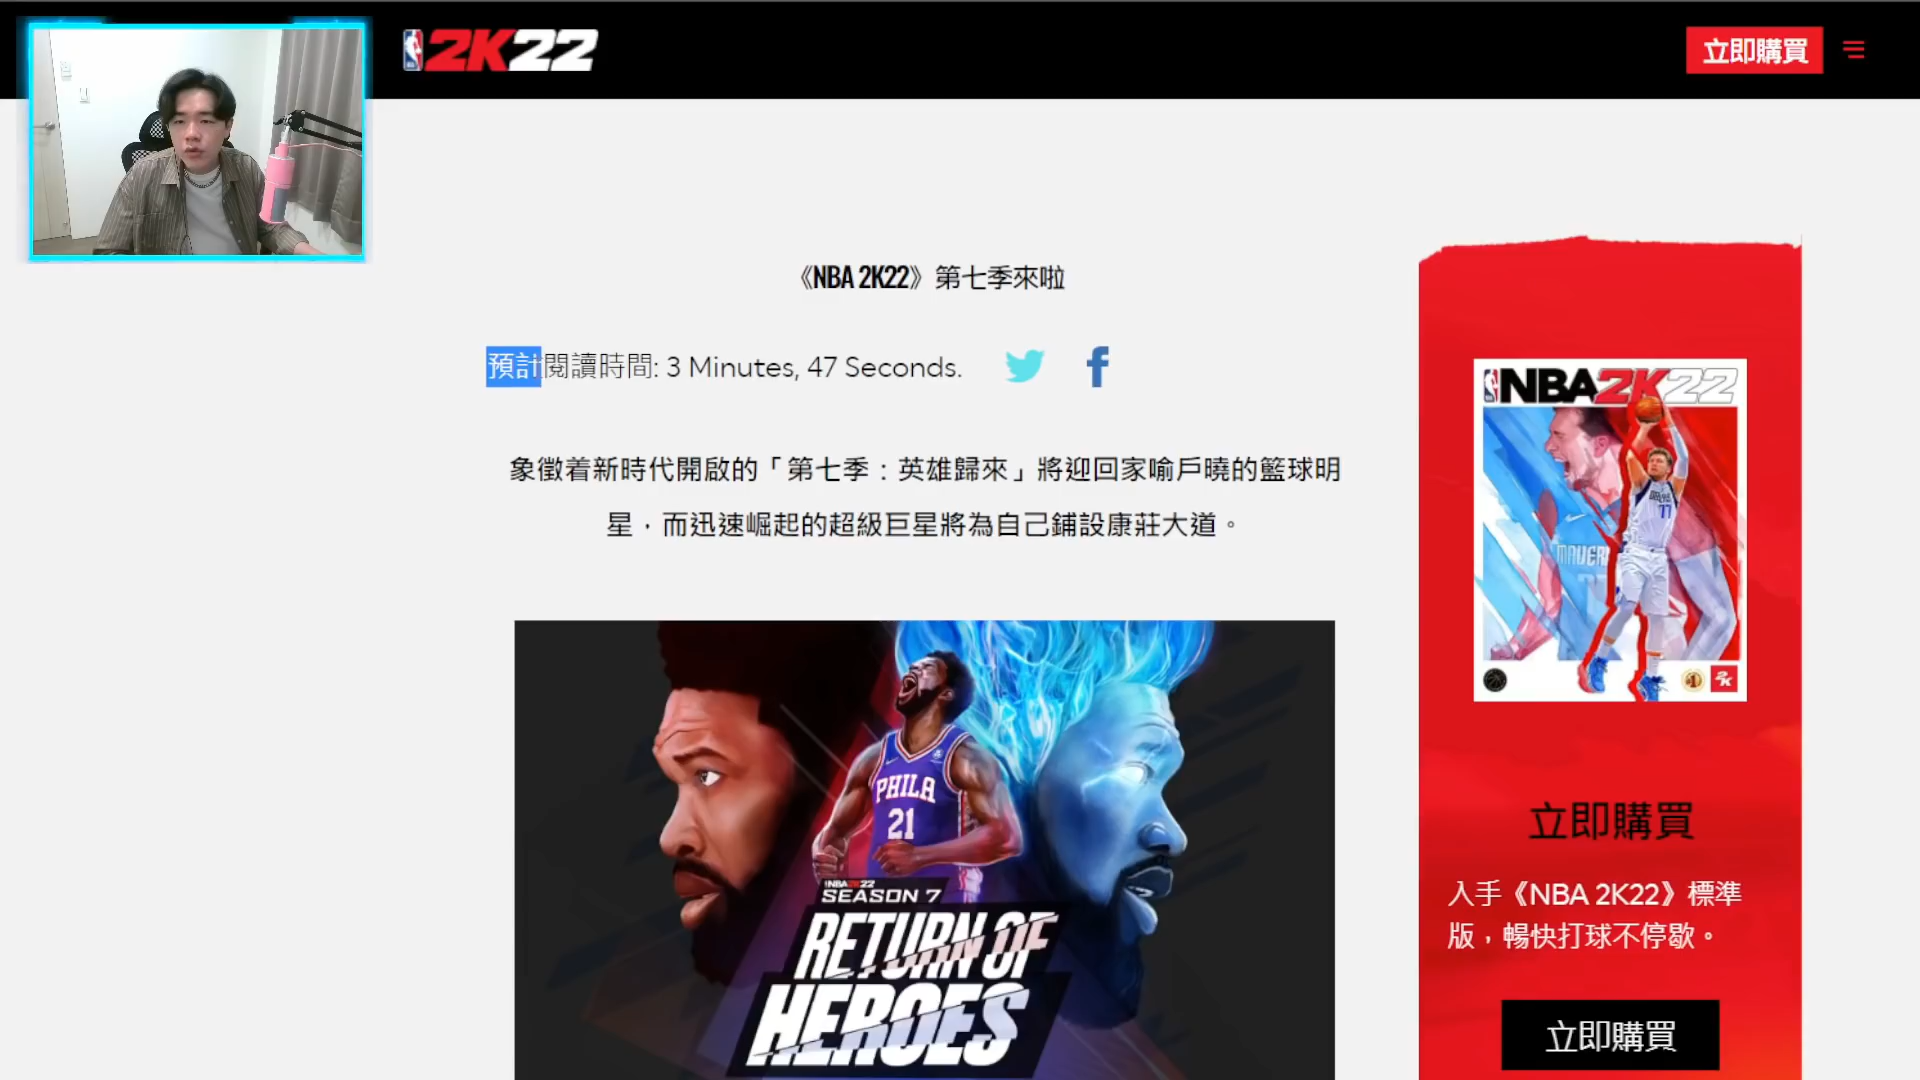 2K22
立即購買
《NBA 2K22》第七季來啦
預計閱讀時間: 3 Minutes, 47 Seconds.
象徵着新時代開啟的「第七季：英雄歸來」將迎回家喻戶曉的籃球明
星，而迅速崛起的超級巨星將為自己鋪設康莊大道。
PHILA
21
NBA 2K22
SEASON 7
RETURN OF
HEROES
NBA 2K22
77
2K
立即購買
入手《NBA 2K22》標準
版，暢快打球不停歇。
立即購買